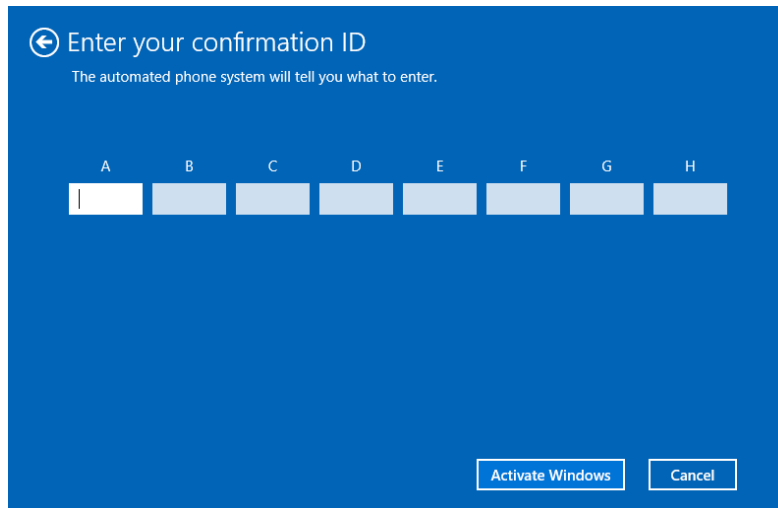 Enter your confirmation ID
The automated phone system will tell you what to enter.
A B C D E F G H
Activate Windows Cancel